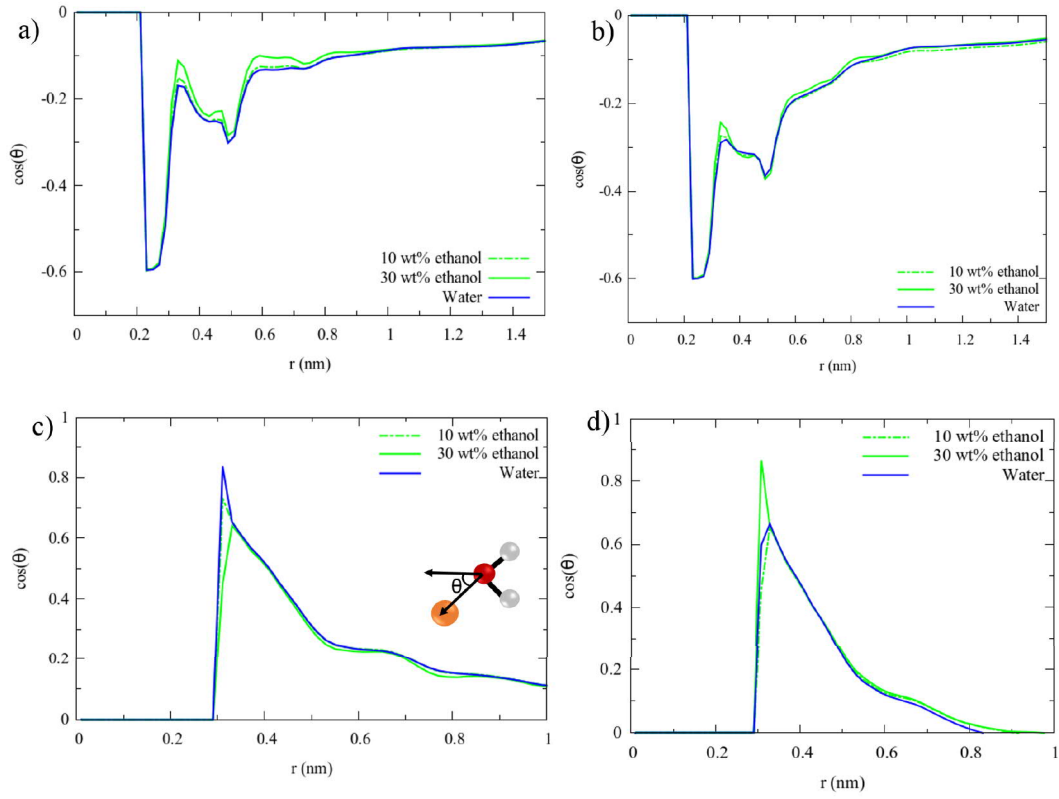 a)
0
-0.2
-0.4
-0.6
cos(θ)
10 wt% ethanol
30 wt% ethanol
Water
0 0.2 0.4 0.6 0.8 1 1.2 1.4
r (nm)
b)
0
-0.2
-0.4
-0.6
cos(θ)
10 wt% ethanol
30 wt% ethanol
Water
0 0.2 0.4 0.6 0.8 1 1.2 1.4
r (nm)
c)
1
0.8
0.6
0.4
0.2
0
cos(θ)
10 wt% ethanol
30 wt% ethanol
Water
θ
0 0.2 0.4 0.6 0.8 1
r (nm)
d)
1
0.8
0.6
0.4
0.2
0
cos(θ)
10 wt% ethanol
30 wt% ethanol
Water
0 0.2 0.4 0.6 0.8 1
r (nm)